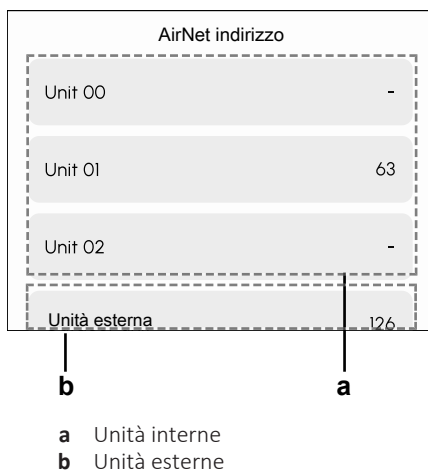 AirNet indirizzo
Unit 00 -
Unit 01 63
Unit 02 -
Unità esterna 126
b a
a Unità interne
b Unità esterne